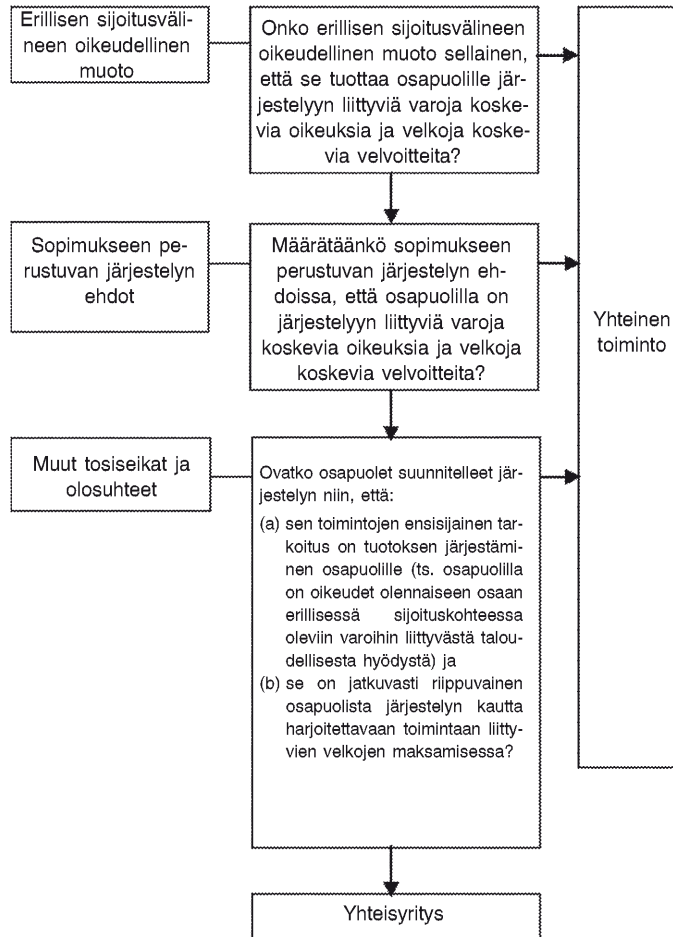 Erillisen sijoitusväli-
neen oikeudellinen
muoto
Onko erillisen sijoitusvälineen
oikeudellinen muoto sellainen,
että se tuottaa osapuolille jär-
jestelyyn liittyviä varoja koske-
via oikeuksia ja velkoja koske-
via velvoitteita?
Sopimukseen pe-
rustuvan järjestelyn
ehdot
Määrätäänkö sopimukseen
perustuvan järjestelyn eh-
doissa, että osapuolilla on
järjestelyyn liittyviä varoja
koskevia oikeuksia ja velkoja
koskevia velvoitteita?
Yhteinen
toiminto
Muut tosiseikat ja
olosuhteet
Ovatko osapuolet suunnitelleet jär-
jestelyn niin, että:
(a) sen toimintojen ensisijainen tar-
koitus on tuotoksen järjestämi-
nen osapuolille (ts. osapuolilla
on oikeudet olennaiseen osaan
erillisessä sijoituskohteessa
oleviin varoihin liittyvästä talou-
dellisesta hyödystä) ja
(b) se on jatkuvasti riippuvainen
osapuolista järjestelyn kautta
harjoitettavaan toimintaan liitty-
vien velkojen maksamisessa?
Yhteisyritys